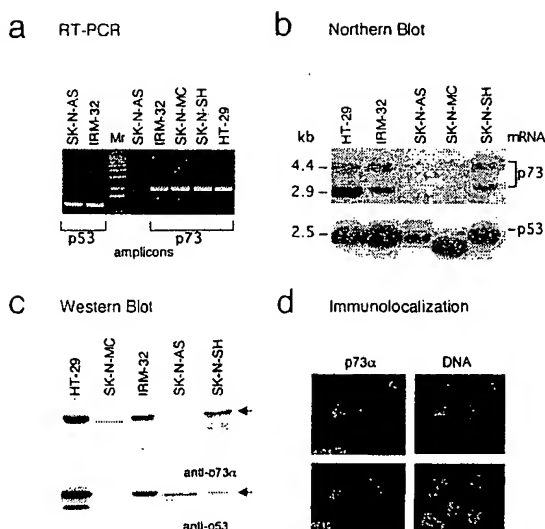 a RT-PCR
SK-N-AS
IRM-32
Mr
SK-N-AS
IRM-32
SK-N-MC
SK-N-SH
HT-29
p53
p73
amplicons
b Northern Blot
HT-29
IRM-32
SK-N-AS
SK-N-MC
SK-N-SH
kb
mRNA
4.4
p73
2.9
2.5
p53
c Western Blot
HT-29
SK-N-MC
IRM-32
SK-N-AS
SK-N-SH
anti-p73α
anti-p53
d Immunolocalization
p73α
DNA